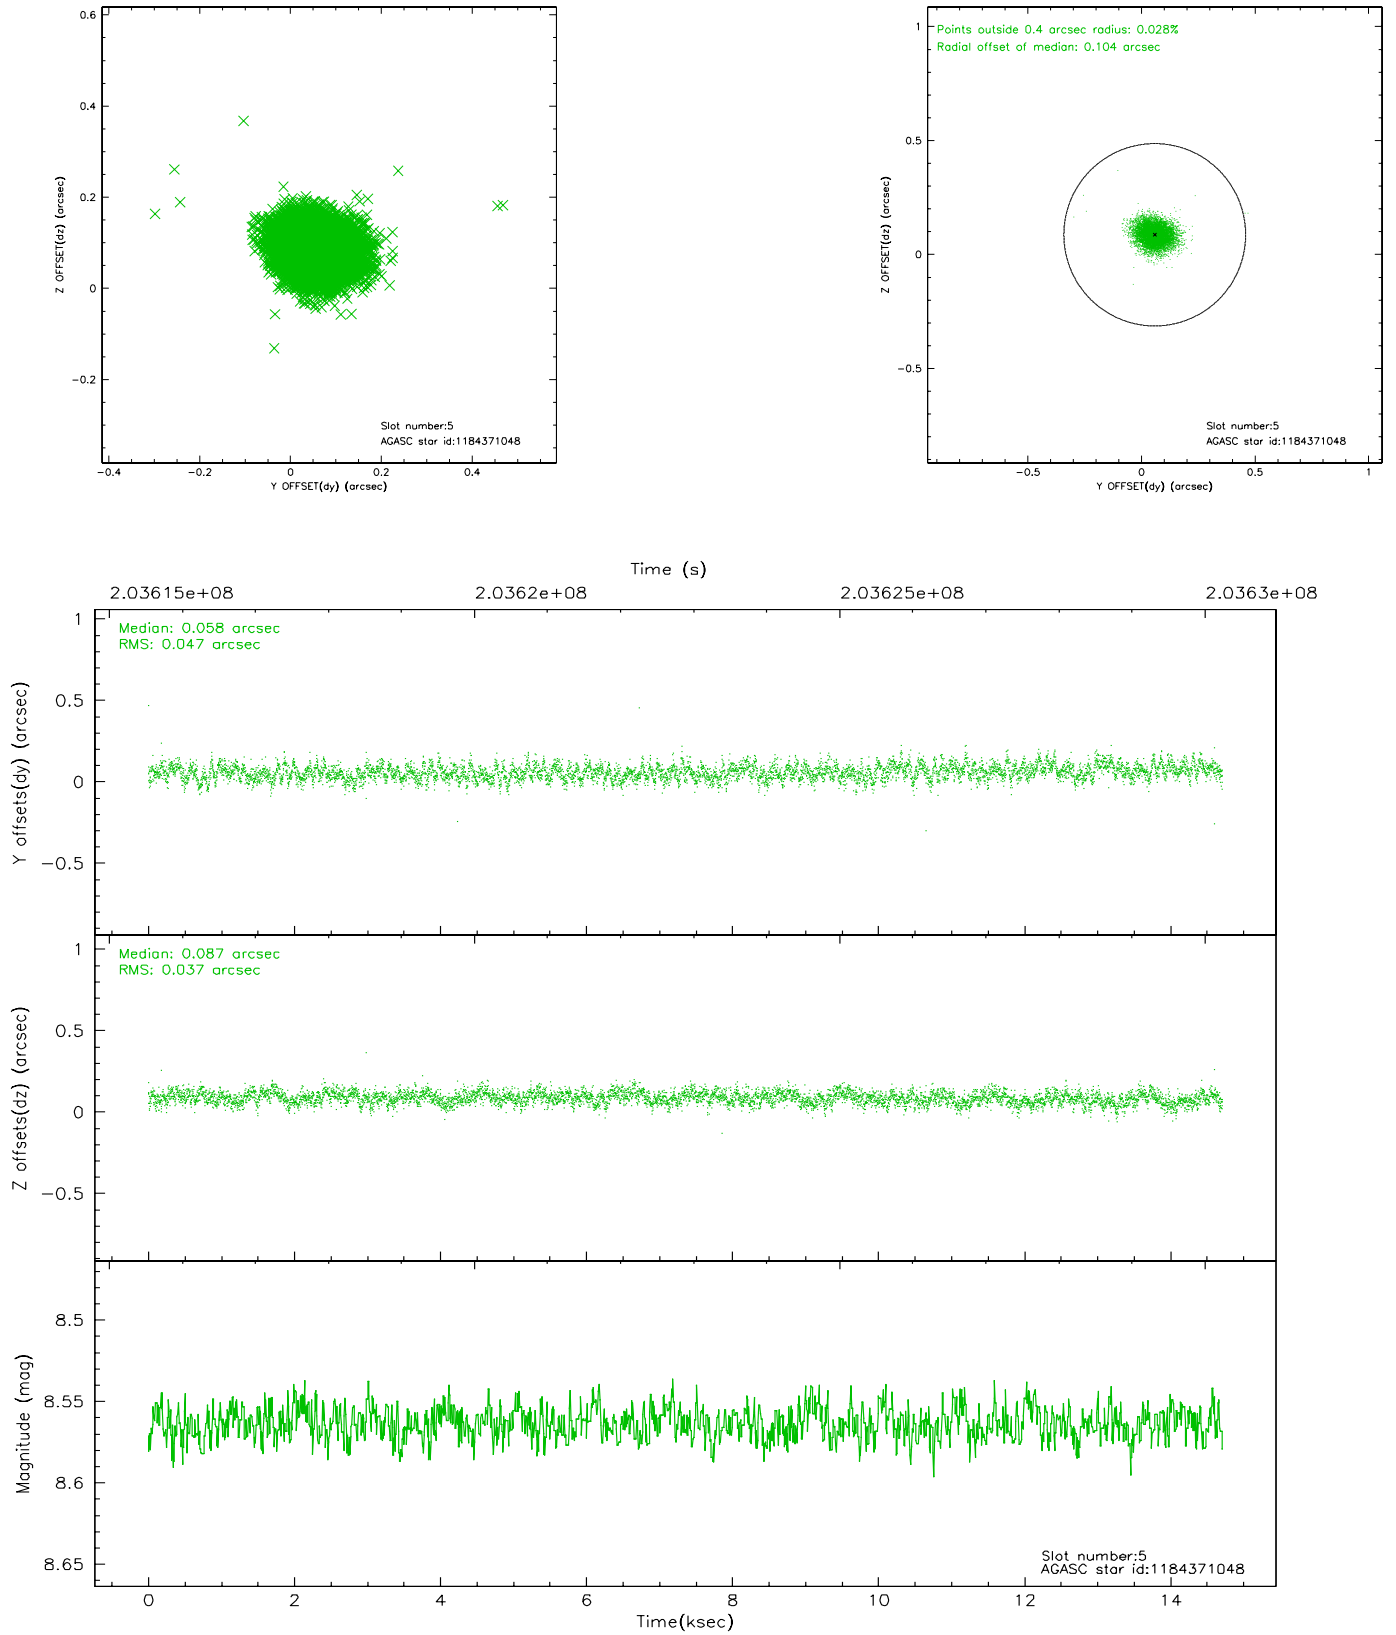 0.6
0.4
0.2
0
−0.2
Z OFFSET(dz) (arcsec)
Slot number:5
AGASC star id:1184371048
−0.4 −0.2 0 0.2 0.4
Y OFFSET(dy) (arcsec)
Points outside 0.4 arcsec radius: 0.028%
Radial offset of median: 0.104 arcsec
1
0.5
0
−0.5
Z OFFSET(dz) (arcsec)
Slot number:5
AGASC star id:1184371048
−0.5 0 0.5 1
Y OFFSET(dy) (arcsec)
Time (s)
2.03615e+08 2.0362e+08 2.03625e+08 2.0363e+08
Median: 0.058 arcsec
RMS: 0.047 arcsec
1
0.5
0
−0.5
Y offsets(dy) (arcsec)
Median: 0.087 arcsec
RMS: 0.037 arcsec
1
0.5
0
−0.5
Z offsets(dz) (arcsec)
8.5
8.55
8.6
8.65
Magnitude (mag)
Slot number:5
AGASC star id:1184371048
0 2 4 6 8 10 12 14
Time(ksec)